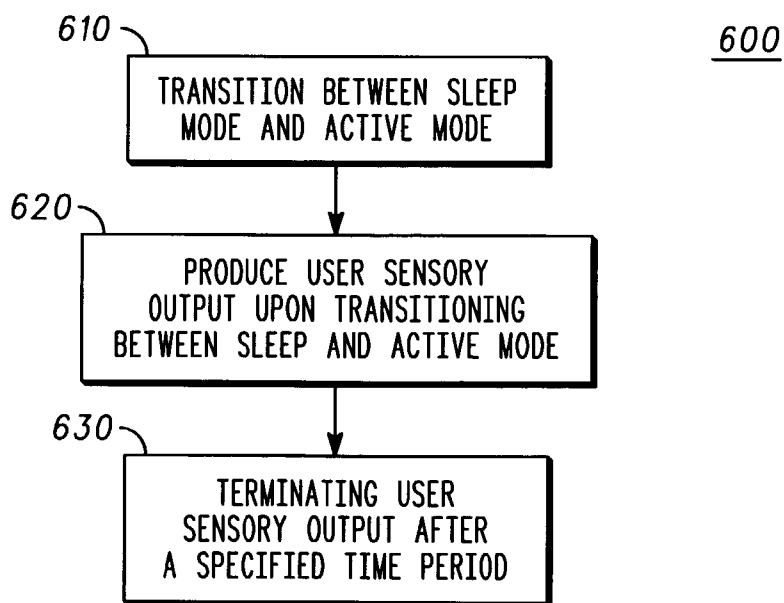 610
600
TRANSITION BETWEEN SLEEP
MODE AND ACTIVE MODE
620
PRODUCE USER SENSORY
OUTPUT UPON TRANSITIONING
BETWEEN SLEEP AND ACTIVE MODE
630
TERMINATING USER
SENSORY OUTPUT AFTER
A SPECIFIED TIME PERIOD